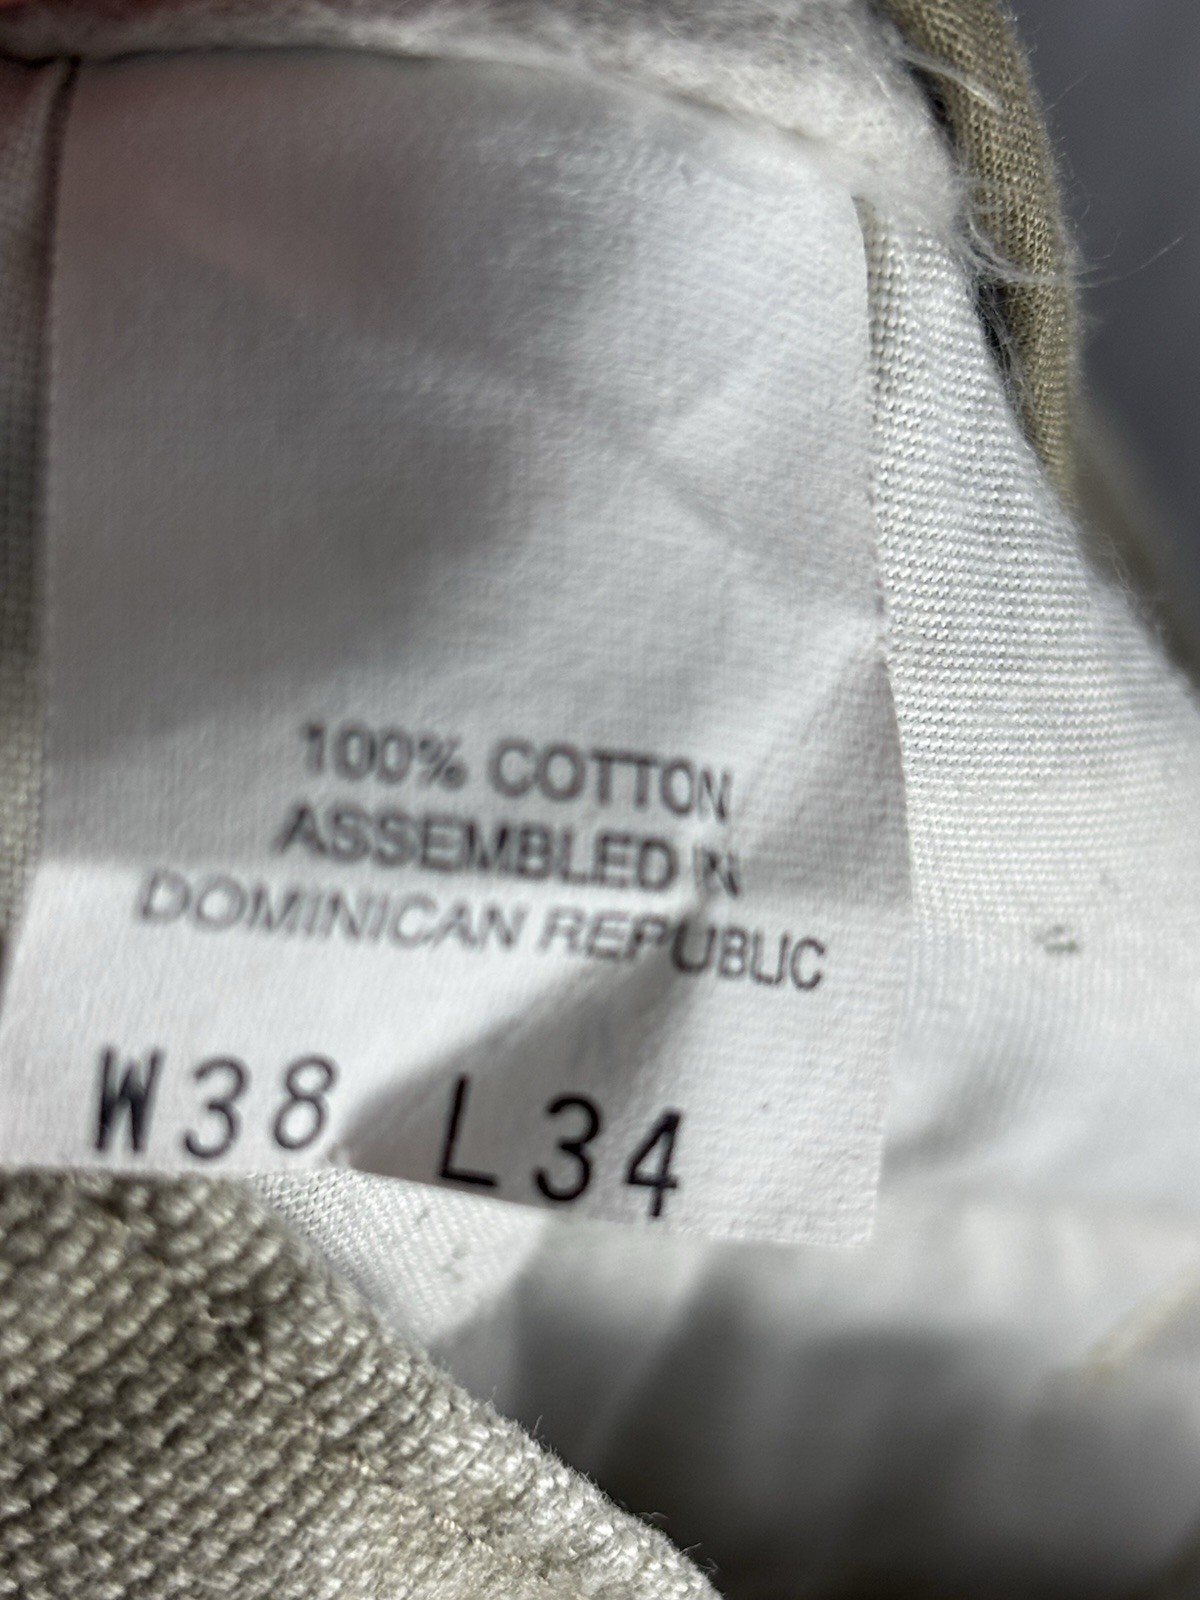 100% COTTON
ASSEMBLED IN
DOMINICAN REPUBLIC
W38 L34